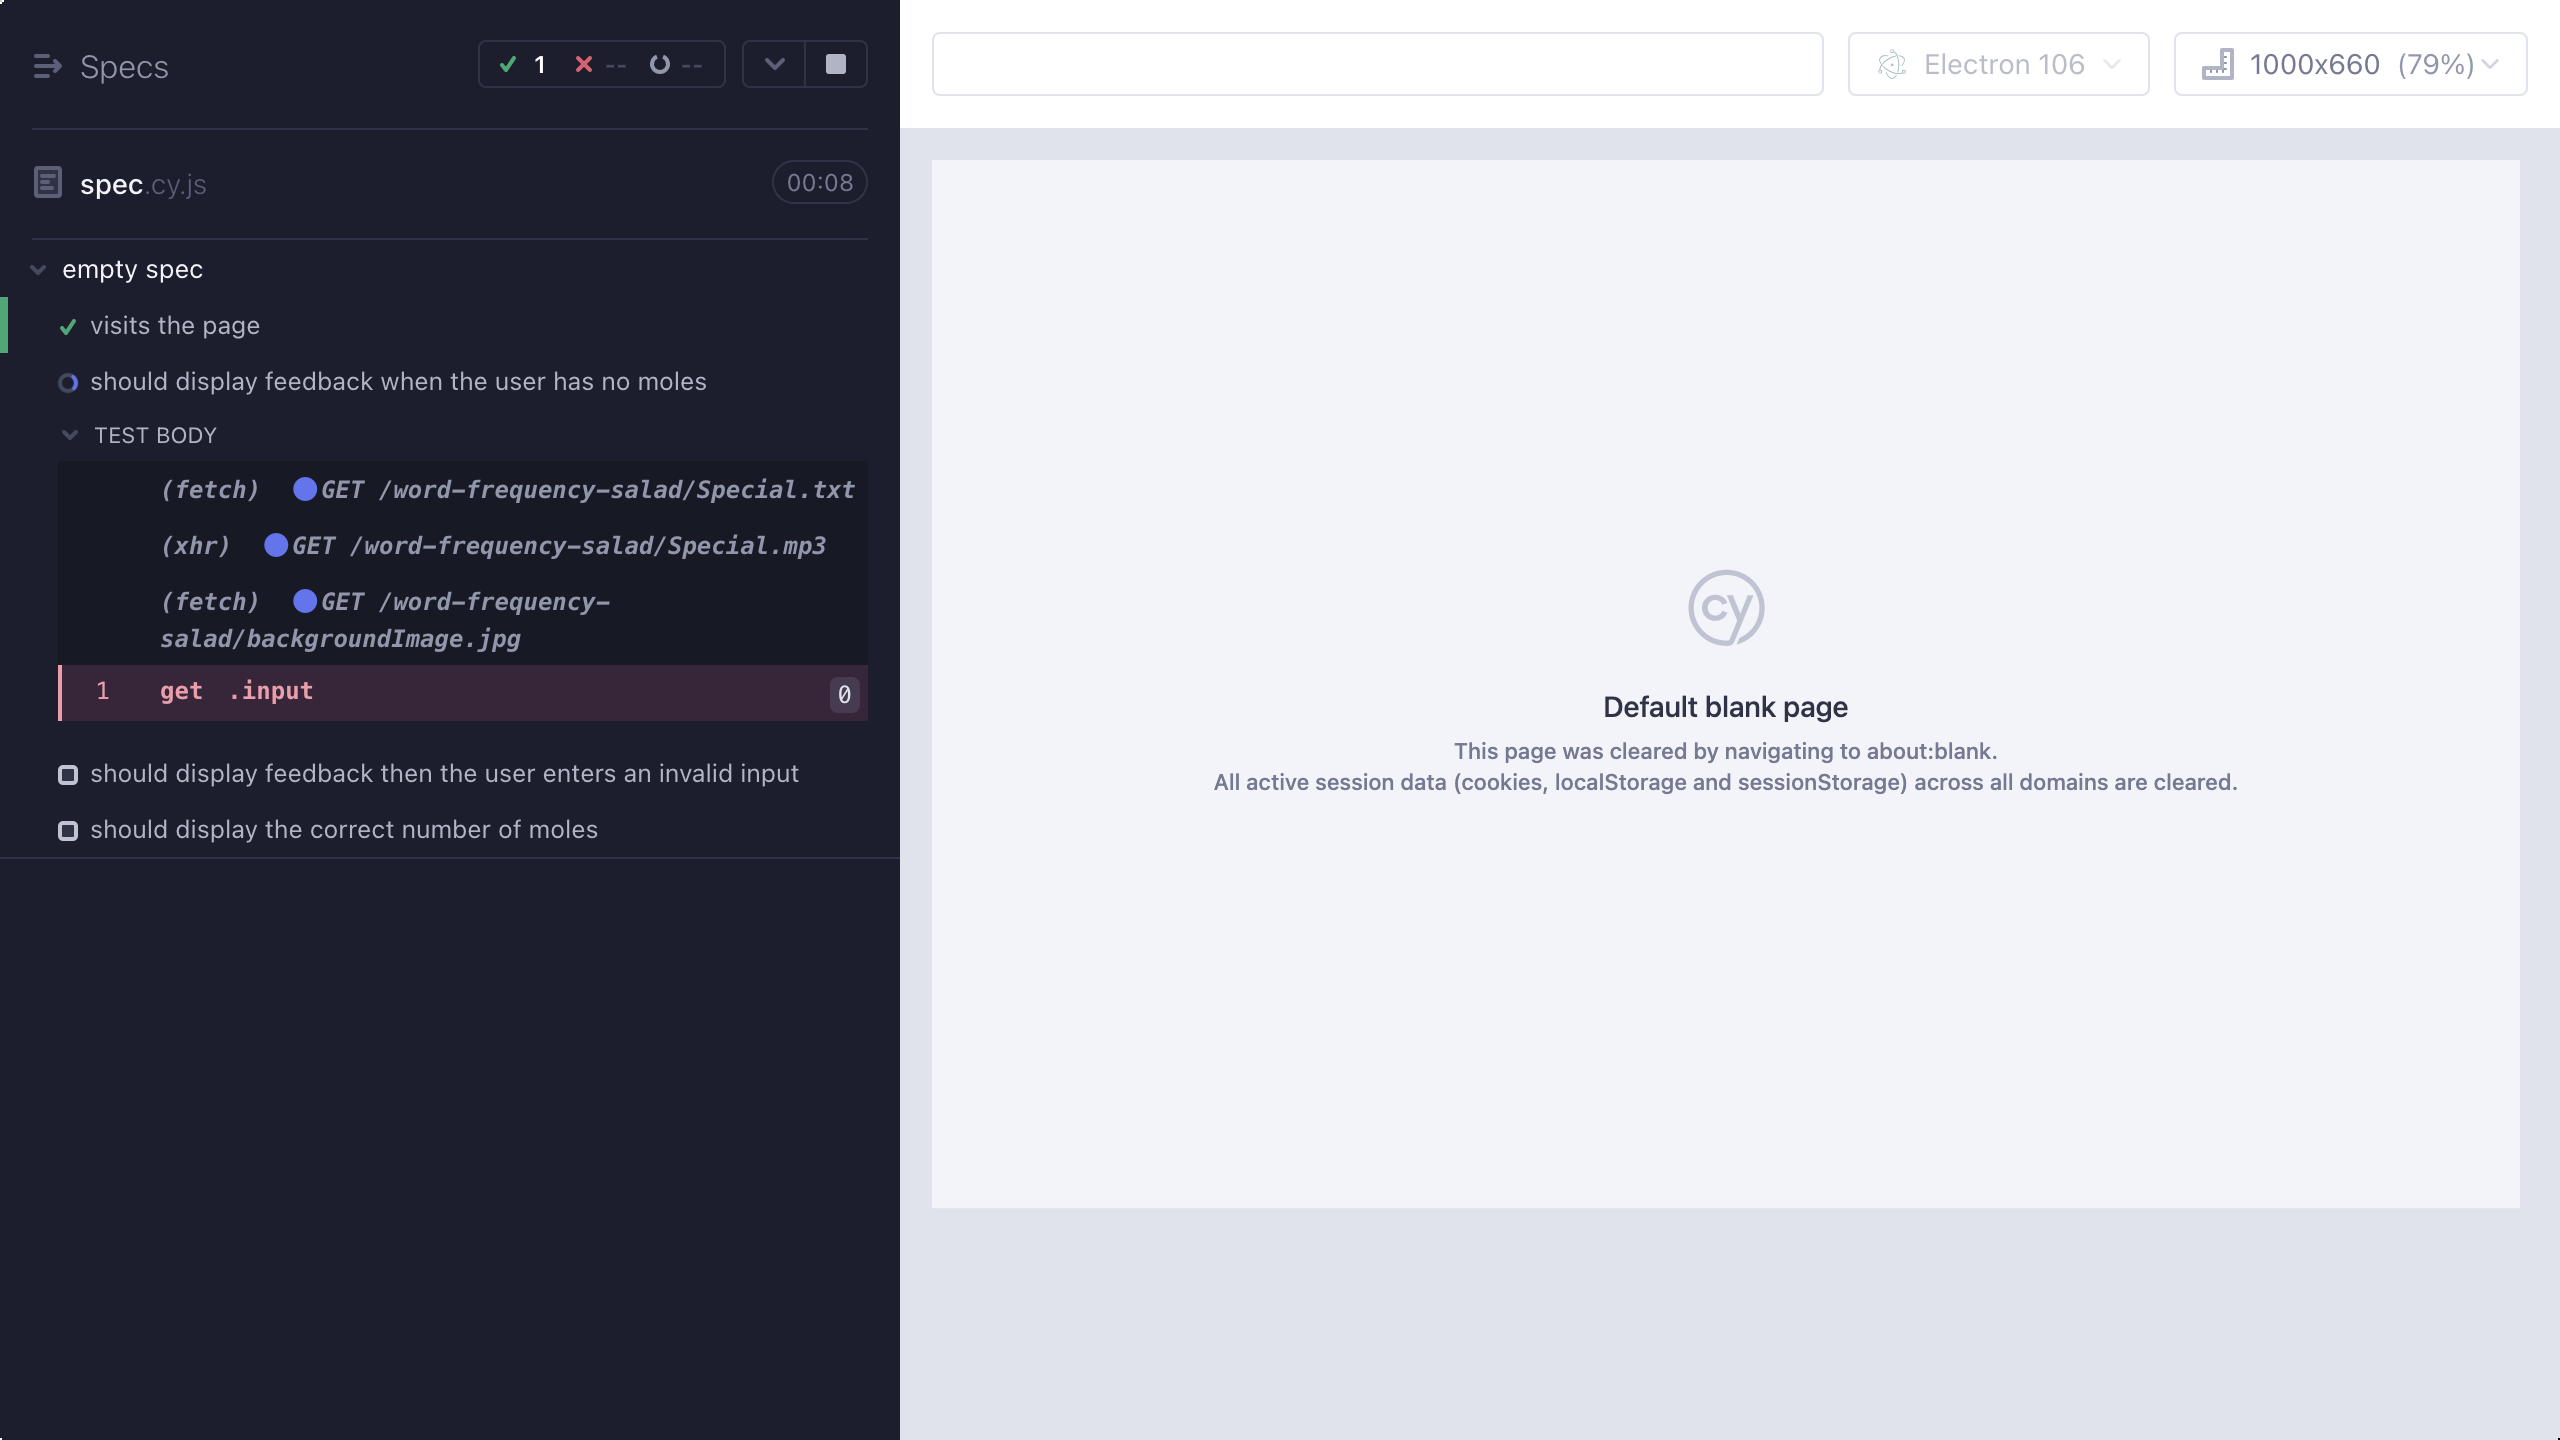 Specs
1 -- --
spec.cy.js
00:08
empty spec
visits the page
should display feedback when the user has no moles
TEST BODY
(fetch) GET /word-frequency-salad/Special.txt
(xhr) GET /word-frequency-salad/Special.mp3
(fetch) GET /word-frequency-
salad/backgroundImage.jpg
1 get .input 0
should display feedback then the user enters an invalid input
should display the correct number of moles
Electron 106
1000x660 (79%)
cy
Default blank page
This page was cleared by navigating to about:blank.
All active session data (cookies, localStorage and sessionStorage) across all domains are cleared.